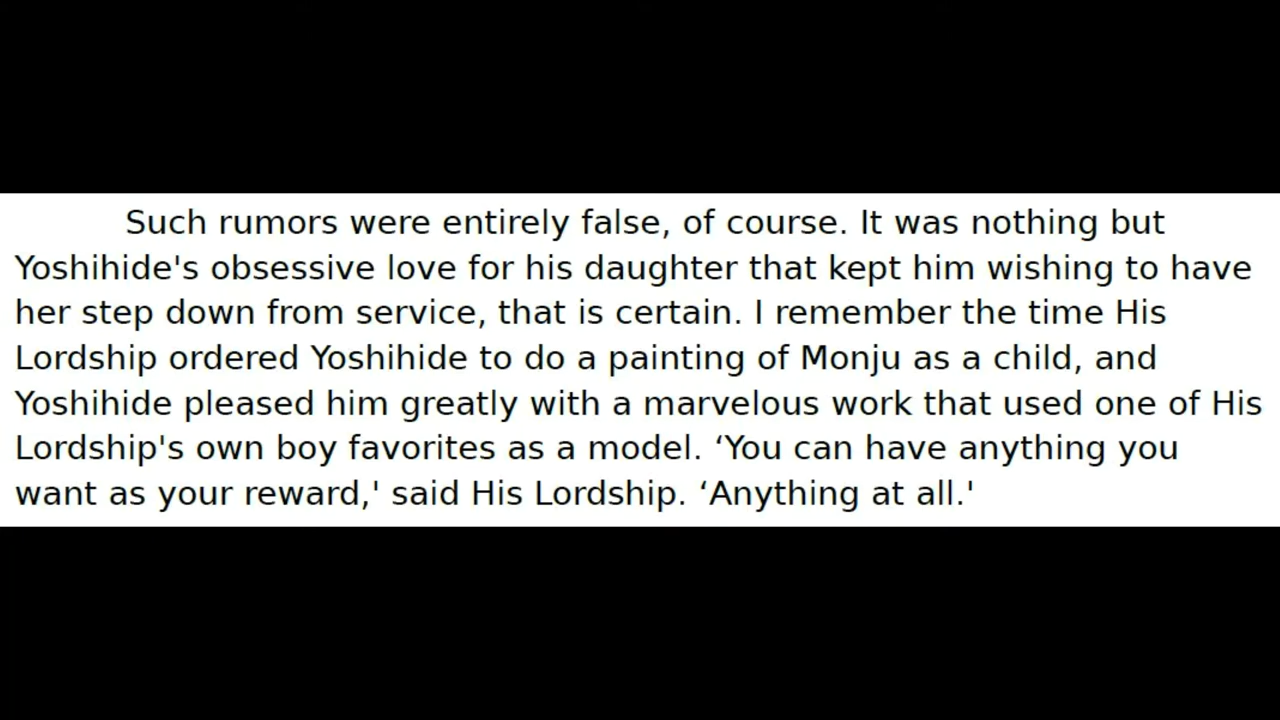 Such rumors were entirely false, of course. It was nothing but
Yoshihide's obsessive love for his daughter that kept him wishing to have
her step down from service, that is certain. I remember the time His
Lordship ordered Yoshihide to do a painting of Monju as a child, and
Yoshihide pleased him greatly with a marvelous work that used one of His
Lordship's own boy favorites as a model. ‘You can have anything you
want as your reward,' said His Lordship. ‘Anything at all.'